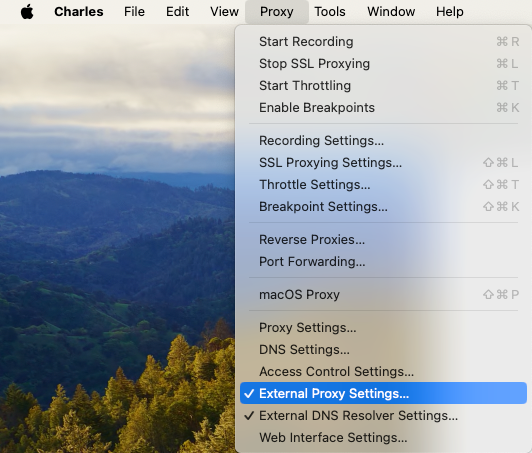 Charles File Edit View Proxy Tools Window Help
Start Recording ⌘ R
Stop SSL Proxying ⌘ L
Start Throttling ⌘ T
Enable Breakpoints ⌘ K
Recording Settings...
SSL Proxying Settings... ⇧ ⌘ L
Throttle Settings... ⇧ ⌘ T
Breakpoint Settings... ⇧ ⌘ K
Reverse Proxies...
Port Forwarding...
macOS Proxy ⇧ ⌘ P
Proxy Settings...
DNS Settings...
Access Control Settings...
✓ External Proxy Settings...
✓ External DNS Resolver Settings...
Web Interface Settings...